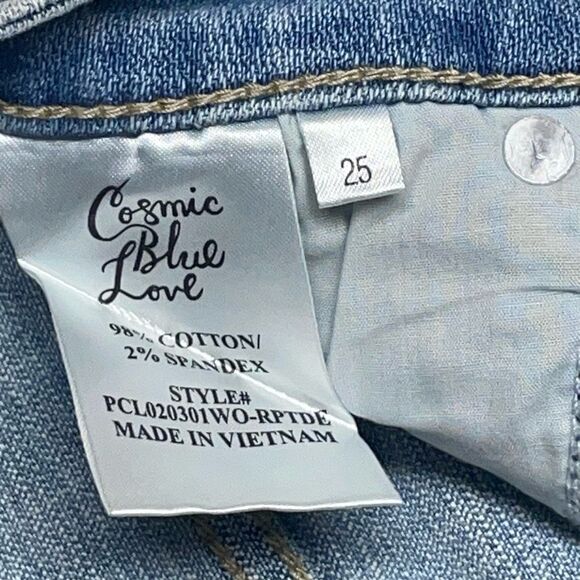 Cosmic
Blue
Love
98% COTTON/
2% SPANDEX
STYLE#
PCL020301WO-RPTDE
MADE IN VIETNAM
25